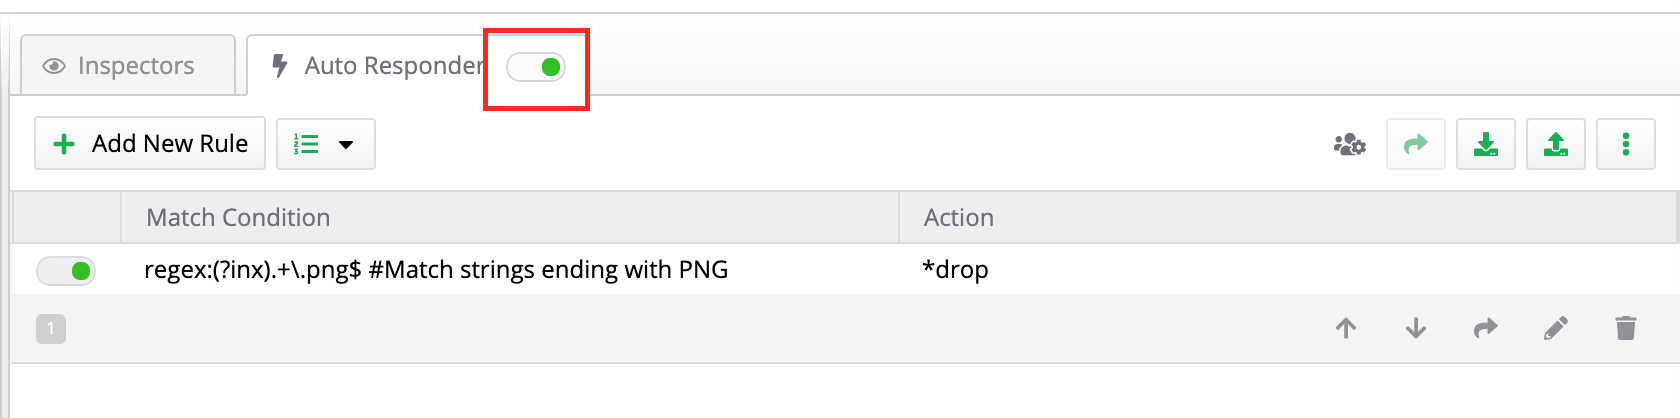 Inspectors
Auto Responder
Add New Rule
Match Condition
Action
regex:(?inx).+\.png$ #Match strings ending with PNG
*drop
1